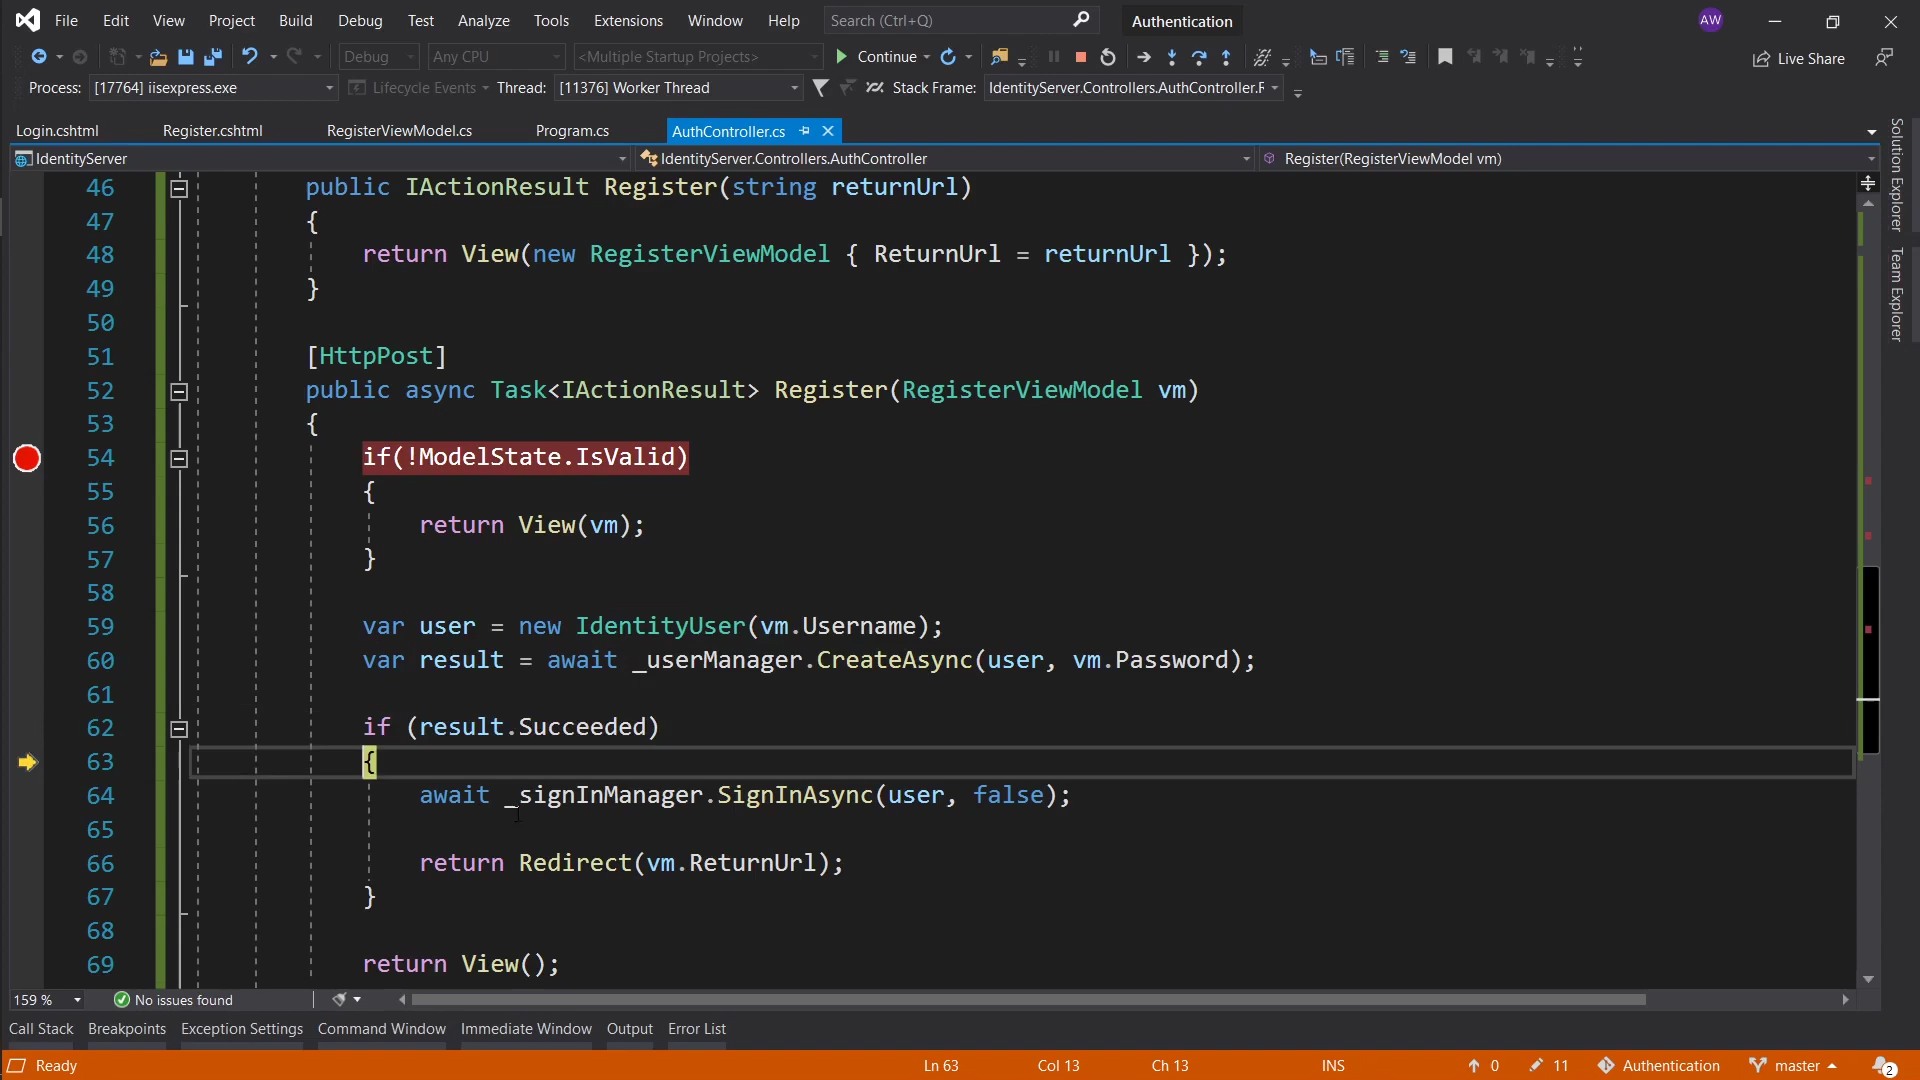 File Edit View Project Build Debug Test Analyze Tools Extensions Window Help Search (Ctrl+Q) Authentication AW
Debug Any CPU <Multiple Startup Projects> Continue Live Share
Process: [17764] iisexpress.exe Lifecycle Events Thread: [11376] Worker Thread Stack Frame: IdentityServer.Controllers.AuthController.R
Login.cshtml Register.cshtml RegisterViewModel.cs Program.cs AuthController.cs
IdentityServer IdentityServer.Controllers.AuthController Register(RegisterViewModel vm)
Solution Explorer
Team Explorer
46 public IActionResult Register(string returnUrl)
47 {
48 return View(new RegisterViewModel { ReturnUrl = returnUrl });
49 }
50
51 [HttpPost]
52 public async Task<IActionResult> Register(RegisterViewModel vm)
53 {
54 if(!ModelState.IsValid)
55 {
56 return View(vm);
57 }
58
59 var user = new IdentityUser(vm.Username);
60 var result = await _userManager.CreateAsync(user, vm.Password);
61
62 if (result.Succeeded)
63 {
64 await _signInManager.SignInAsync(user, false);
65
66 return Redirect(vm.ReturnUrl);
67 }
68
69 return View();
159 % No issues found
Call Stack Breakpoints Exception Settings Command Window Immediate Window Output Error List
Ready Ln 63 Col 13 Ch 13 INS 0 11 Authentication master 2